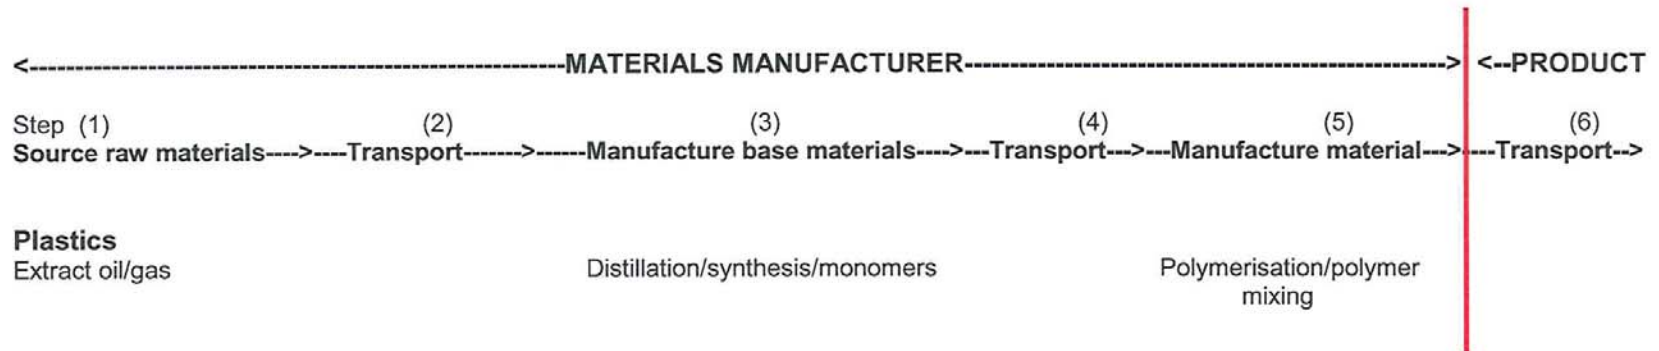 <------------------------------------------------------------MATERIALS MANUFACTURER------------------------------------------------------> <--PRODUCT
Step (1) (2) (3) (4) (5) (6)
Source raw materials---->----Transport------->------Manufacture base materials---->---Transport--->---Manufacture material---->----Transport-->
Plastics
Extract oil/gas Distillation/synthesis/monomers Polymerisation/polymer
mixing